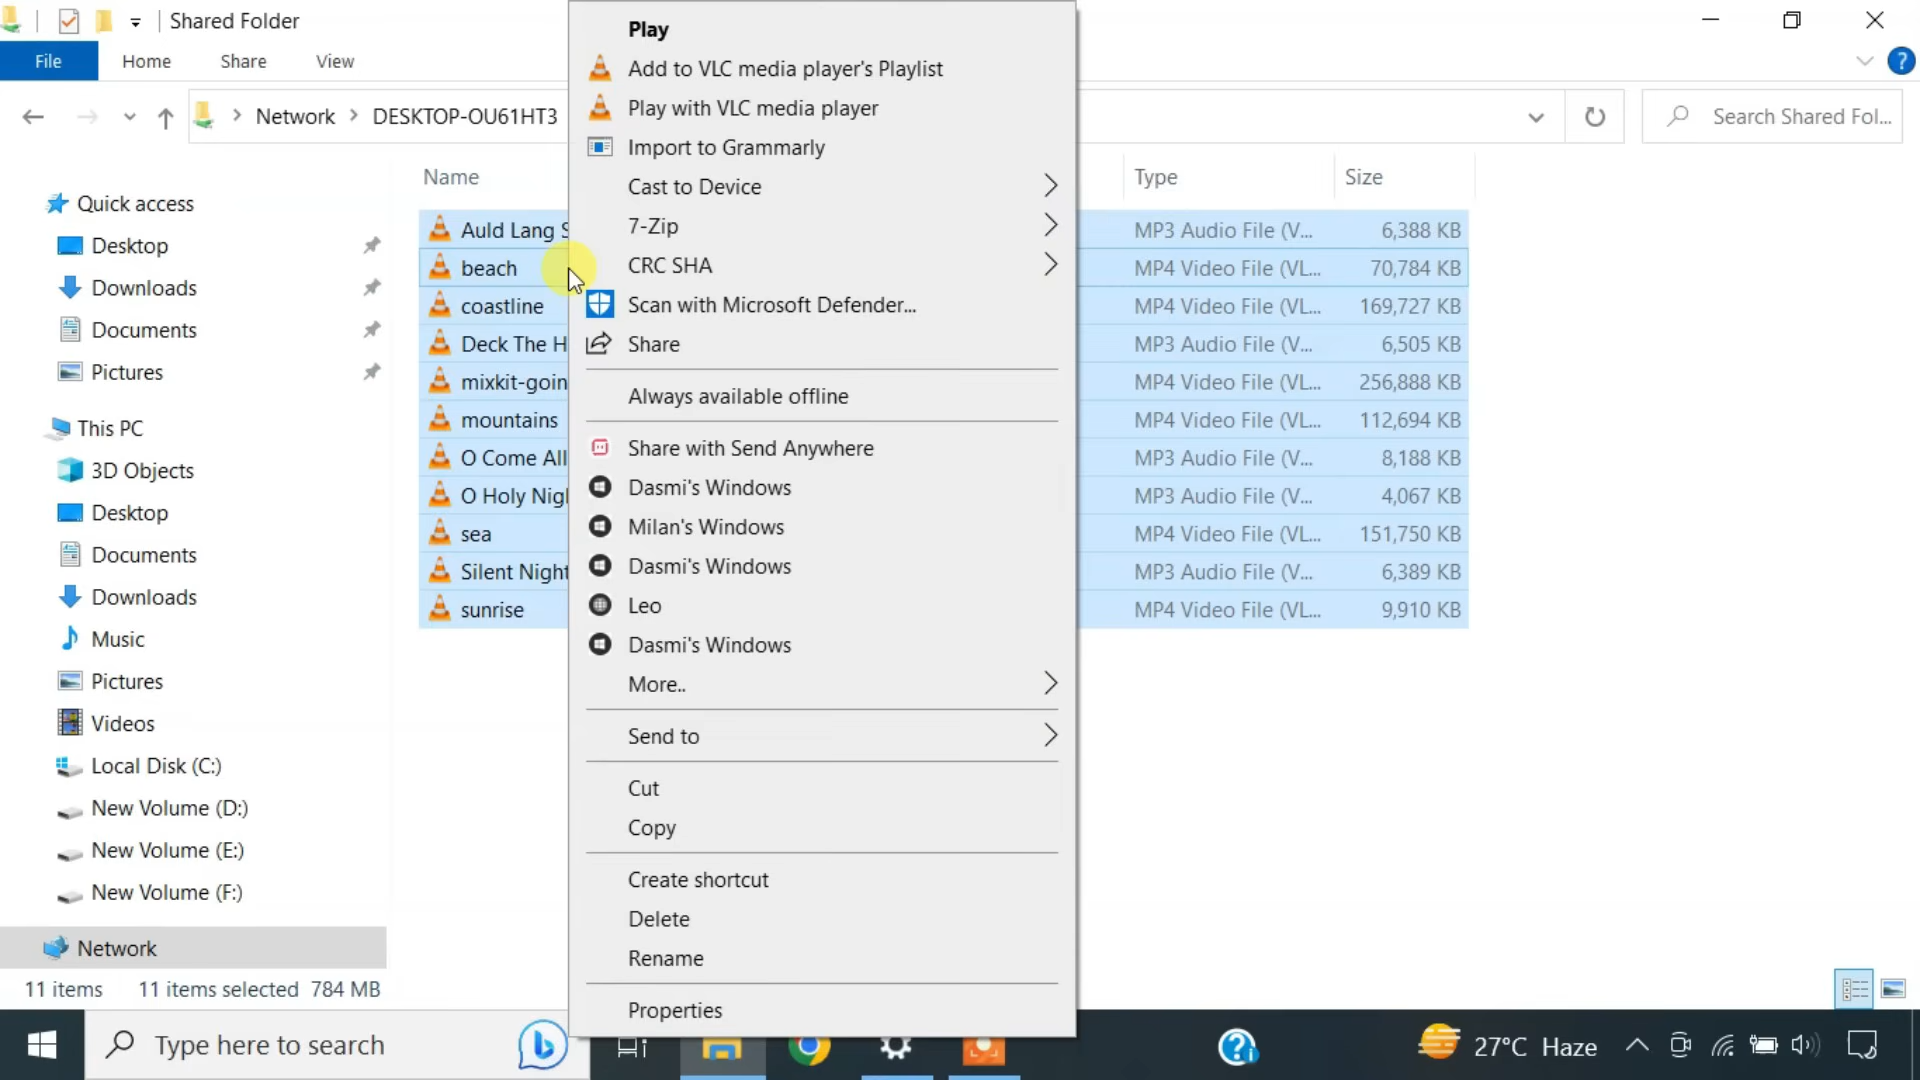 Shared Folder
File Home Share View
Network DESKTOP-OU61HT3
Search Shared Fol...
Name Type Size
Quick access
Desktop
Downloads
Documents
Pictures
This PC
3D Objects
Desktop
Documents
Downloads
Music
Pictures
Videos
Local Disk (C:)
New Volume (D:)
New Volume (E:)
New Volume (F:)
Network
Auld Lang S MP3 Audio File (V... 6,388 KB
beach MP4 Video File (VL... 70,784 KB
coastline MP4 Video File (VL... 169,727 KB
Deck The H MP3 Audio File (V... 6,505 KB
mixkit-goin MP4 Video File (VL... 256,888 KB
mountains MP4 Video File (VL... 112,694 KB
O Come All MP3 Audio File (V... 8,188 KB
O Holy Nig MP3 Audio File (V... 4,067 KB
sea MP4 Video File (VL... 151,750 KB
Silent Night MP3 Audio File (V... 6,389 KB
sunrise MP4 Video File (VL... 9,910 KB
Play
Add to VLC media player's Playlist
Play with VLC media player
Import to Grammarly
Cast to Device
7-Zip
CRC SHA
Scan with Microsoft Defender...
Share
Always available offline
Share with Send Anywhere
Dasmi's Windows
Milan's Windows
Dasmi's Windows
Leo
Dasmi's Windows
More..
Send to
Cut
Copy
Create shortcut
Delete
Rename
Properties
11 items 11 items selected 784 MB
Type here to search
27°C Haze